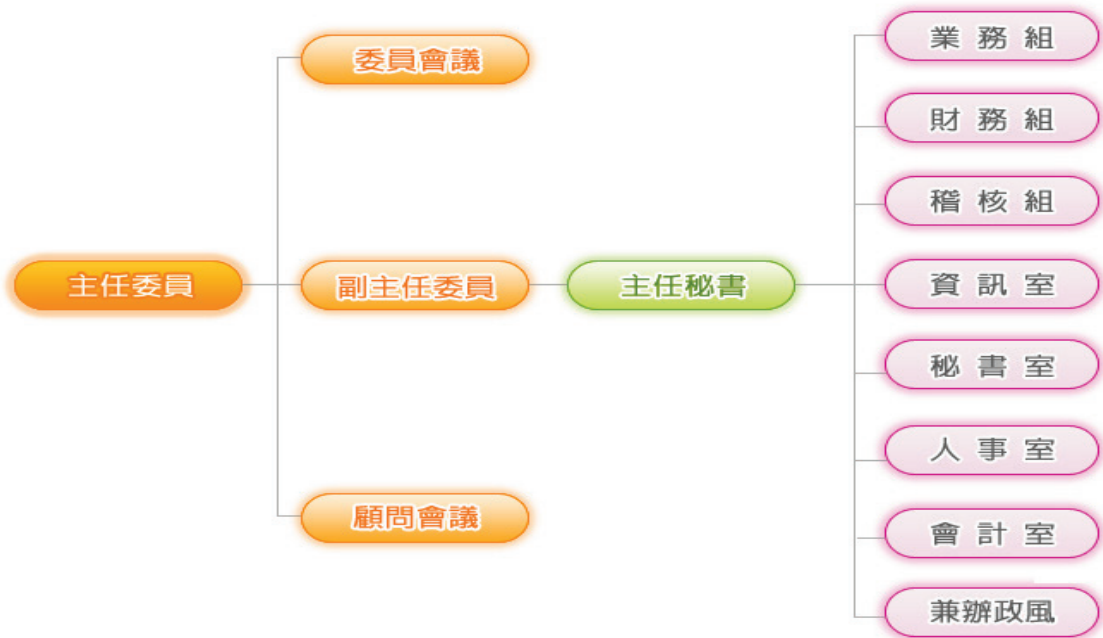 主任委員
委員會議
副主任委員
顧問會議
主任秘書
業務組
財務組
稽核組
資訊室
秘書室
人事室
會計室
兼辦政風